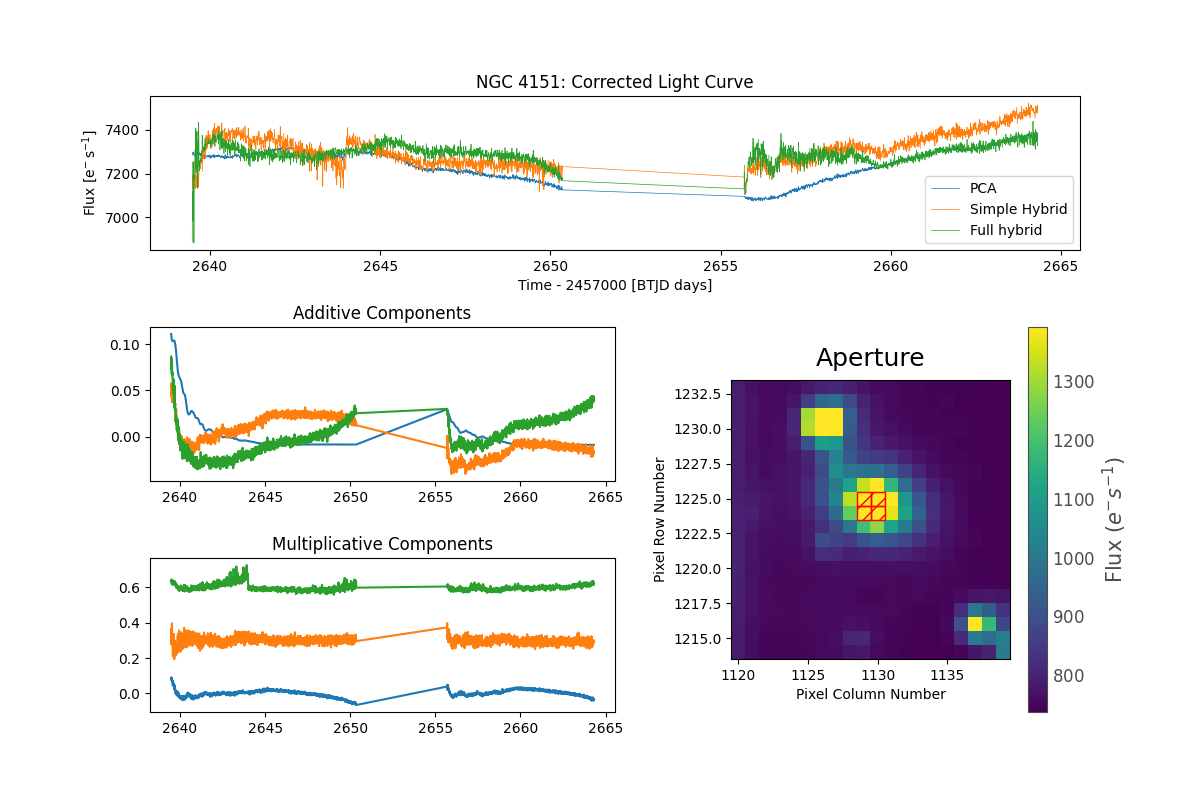 NGC 4151: Corrected Light Curve
Flux [e⁻ s⁻¹]
7400
7200
7000
PCA
Simple Hybrid
Full hybrid
2640 2645 2650 2655 2660 2665
Time - 2457000 [BTJD days]
Additive Components
0.10
0.05
0.00
2640 2645 2650 2655 2660 2665
Multiplicative Components
0.6
0.4
0.2
0.0
2640 2645 2650 2655 2660 2665
Aperture
Pixel Row Number
1232.5
1230.0
1227.5
1225.0
1222.5
1220.0
1217.5
1215.0
1120 1125 1130 1135
Pixel Column Number
1300
1200
1100
1000
900
800
Flux (e⁻s⁻¹)